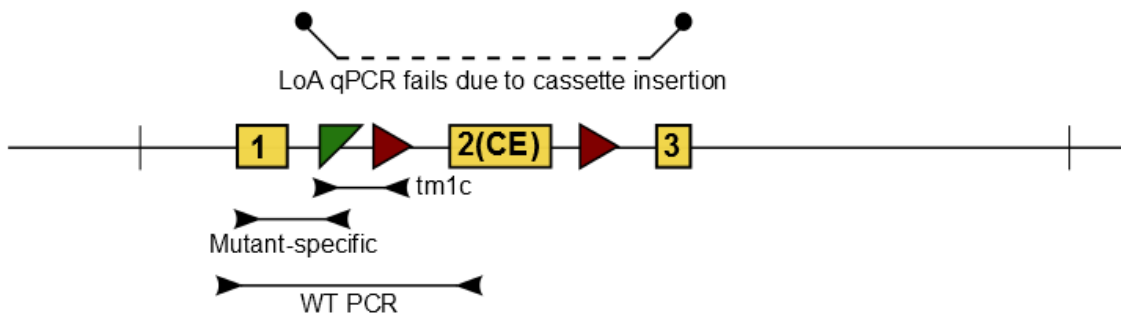 LoA qPCR fails due to cassette insertion
1
2(CE)
3
tm1c
Mutant-specific
WT PCR